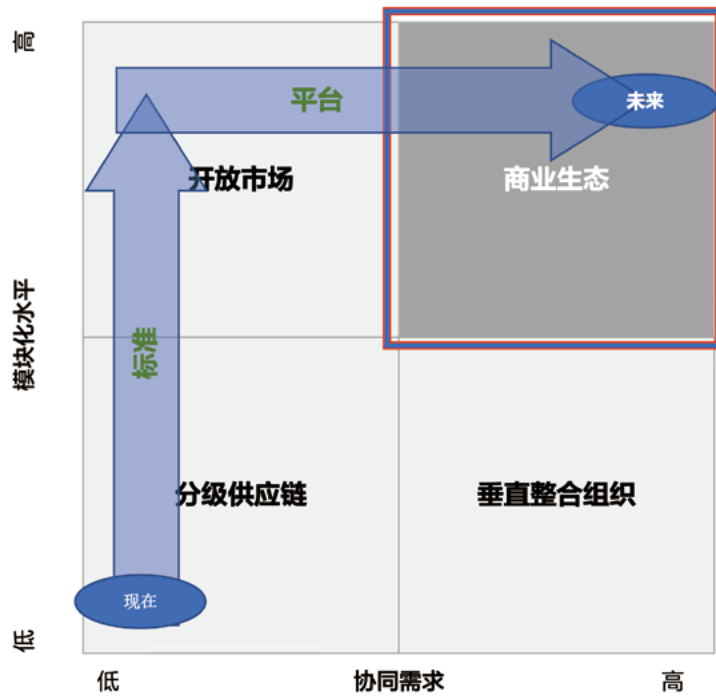 高
平台
未来
开放市场
商业生态
模块化水平
标准
分级供应链
垂直整合组织
现在
低
低
协同需求
高